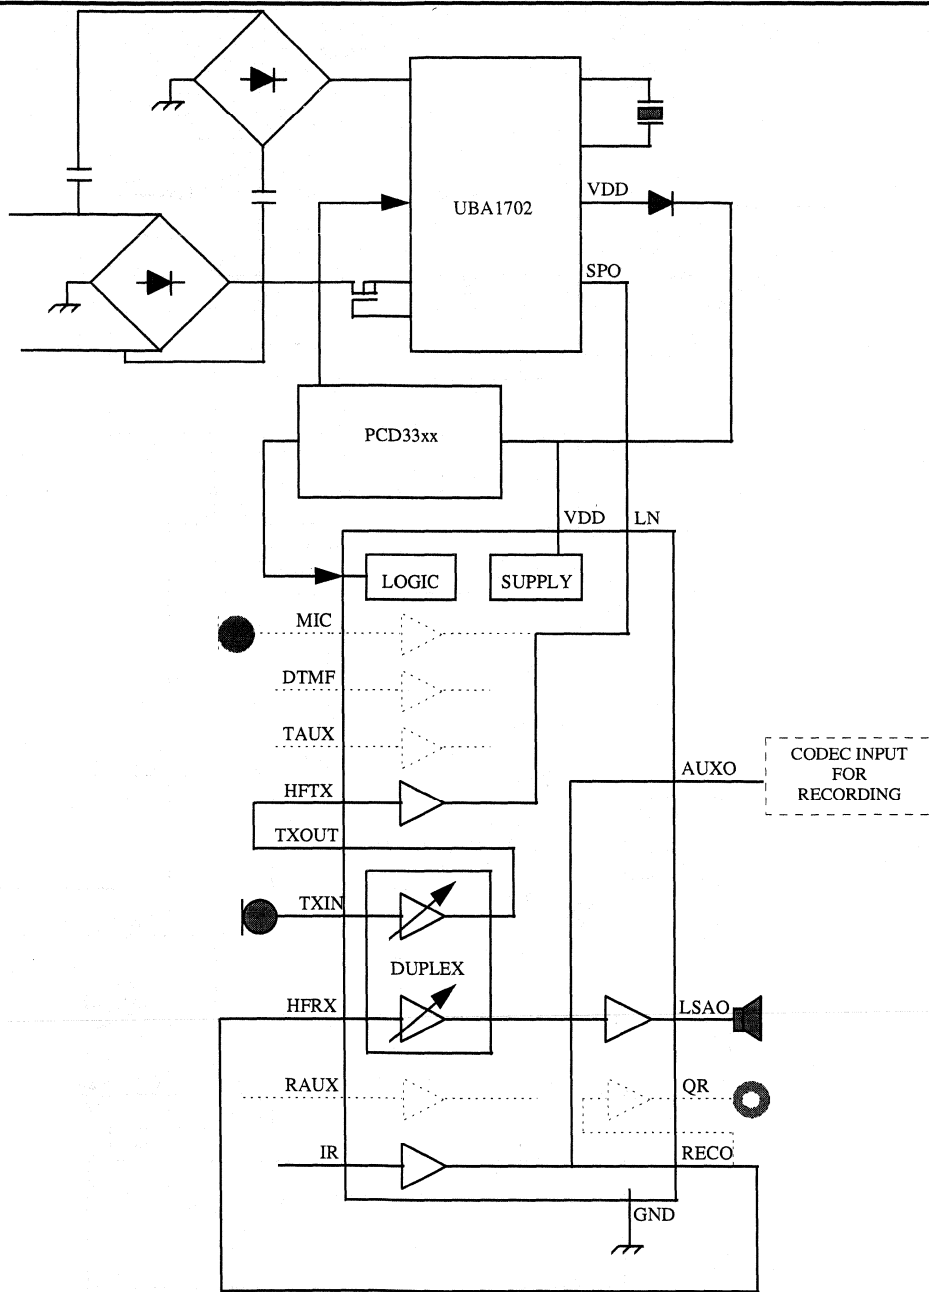 UBA1702
VDD
SPO
PCD33xx
VDD
LN
LOGIC
SUPPLY
MIC
DTMF
TAUX
HFTX
TXOUT
AUXO
CODEC INPUT
FOR
RECORDING
TXIN
DUPLEX
HFRX
LSAO
RAUX
QR
IR
RECO
GND